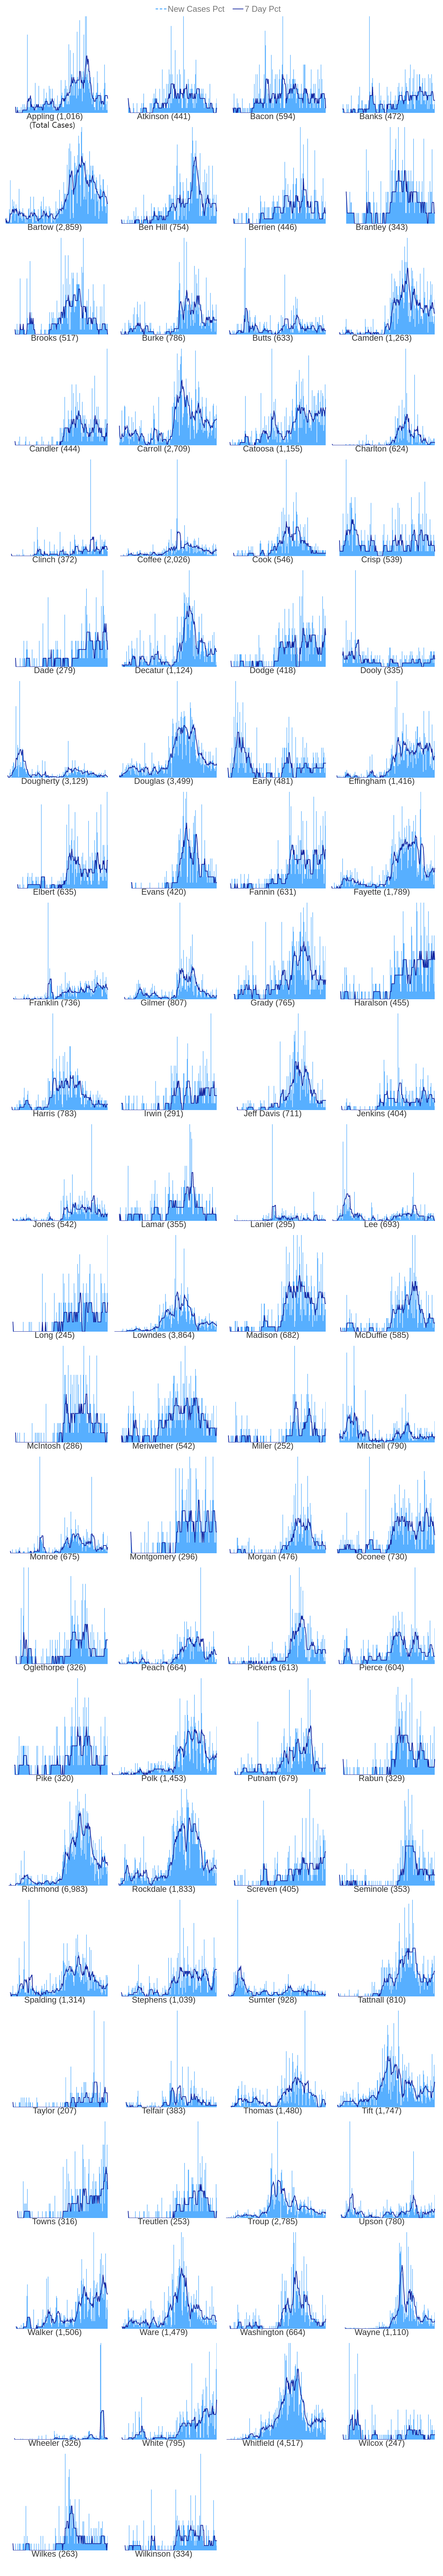 New Cases Pct 7 Day Pct
Appling (1,016) Atkinson (441) Bacon (594) Banks (472)
(Total Cases)
Bartow (2,859) Ben Hill (754) Berrien (446) Brantley (343)
Brooks (517) Burke (786) Butts (633) Camden (1,263)
Candler (444) Carroll (2,709) Catoosa (1,155) Charlton (624)
Clinch (372) Coffee (2,026) Cook (546) Crisp (539)
Dade (279) Decatur (1,124) Dodge (418) Dooly (335)
Dougherty (3,129) Douglas (3,499) Early (481) Effingham (1,416)
Elbert (635) Evans (420) Fannin (631) Fayette (1,789)
Franklin (736) Gilmer (807) Grady (765) Haralson (455)
Harris (783) Irwin (291) Jeff Davis (711) Jenkins (404)
Jones (542) Lamar (355) Lanier (295) Lee (693)
Long (245) Lowndes (3,864) Madison (682) McDuffie (585)
McIntosh (286) Meriwether (542) Miller (252) Mitchell (790)
Monroe (675) Montgomery (296) Morgan (476) Oconee (730)
Oglethorpe (326) Peach (664) Pickens (613) Pierce (604)
Pike (320) Polk (1,453) Putnam (679) Rabun (329)
Richmond (6,983) Rockdale (1,833) Screven (405) Seminole (353)
Spalding (1,314) Stephens (1,039) Sumter (928) Tattnall (810)
Taylor (207) Telfair (383) Thomas (1,480) Tift (1,747)
Towns (316) Treutlen (253) Troup (2,785) Upson (780)
Walker (1,506) Ware (1,479) Washington (664) Wayne (1,110)
Wheeler (326) White (795) Whitfield (4,517) Wilcox (247)
Wilkes (263) Wilkinson (334)